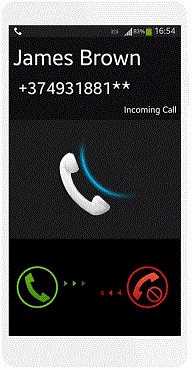 83% 16:54
James Brown
+374931881**
Incoming Call